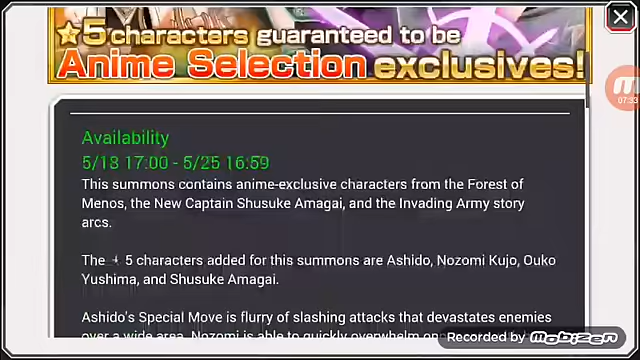 ★5 characters guaranteed to be
Anime Selection exclusives!
Availability
5/13 17:00 - 5/25 16:59
This summons contains anime-exclusive characters from the Forest of
Menos, the New Captain Shusuke Amagai, and the Invading Army story
arcs.
The ★ 5 characters added for this summons are Ashido, Nozomi Kujo, Ouko
Yushima, and Shusuke Amagai.
Ashido's Special Move is flurry of slashing attacks that devastates enemies
over a wide area. Nozomi is able to quickly overwhelm
07:33
Recorded by Mobizen